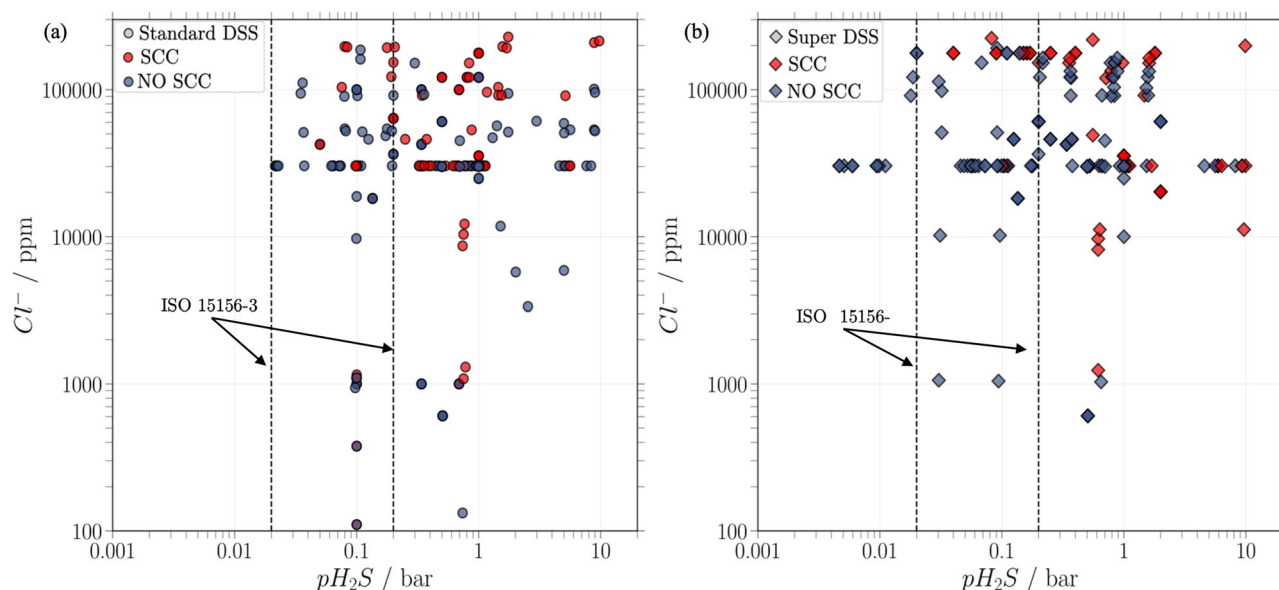 (a)
Standard DSS
SCC
NO SCC
100000
10000
1000
100
Cl⁻ / ppm
ISO 15156-3
0.001
0.01
0.1
1
10
pH₂S / bar
(b)
Super DSS
SCC
NO SCC
100000
10000
1000
100
Cl⁻ / ppm
ISO 15156-
0.001
0.01
0.1
1
10
pH₂S / bar